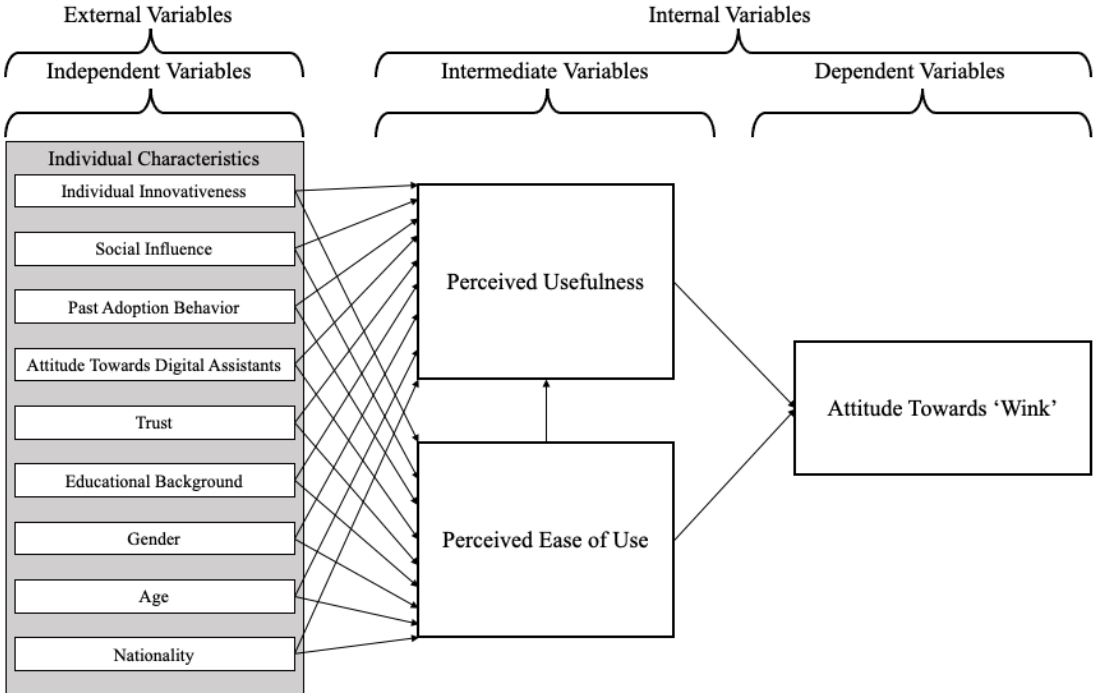 External Variables
Internal Variables
Independent Variables
Intermediate Variables
Dependent Variables
Individual Characteristics
Individual Innovativeness
Social Influence
Past Adoption Behavior
Attitude Towards Digital Assistants
Trust
Educational Background
Gender
Age
Nationality
Perceived Usefulness
Perceived Ease of Use
Attitude Towards ‘Wink’